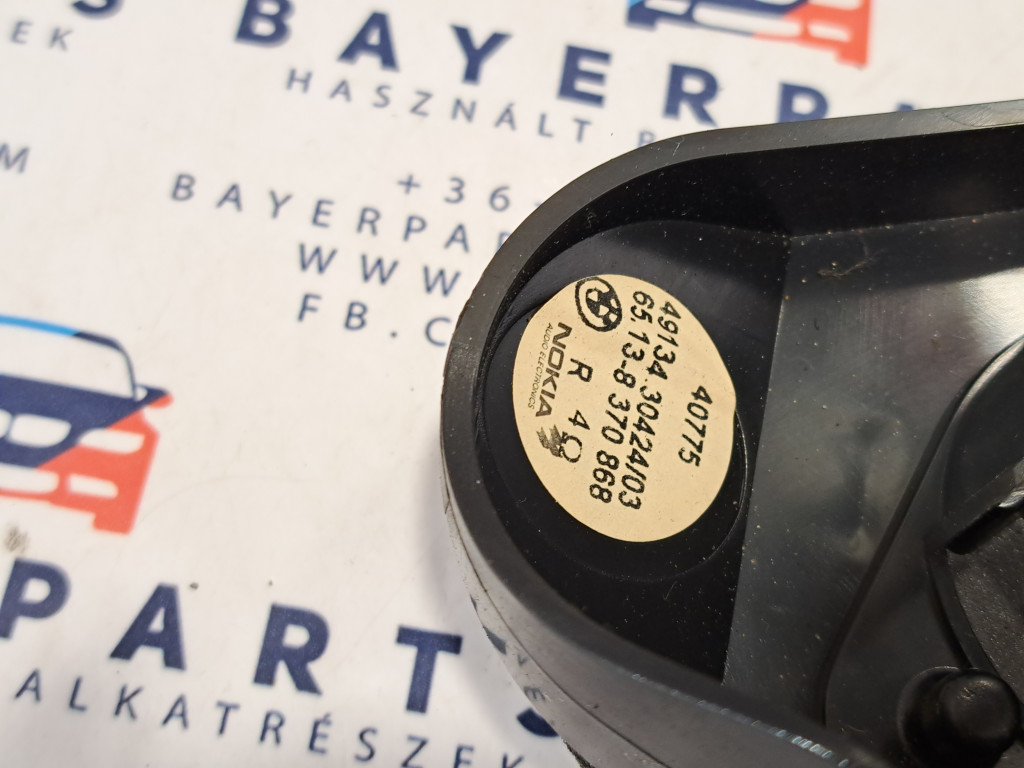 BAYERP
HASZNÁLT
EK
M
+36
BAYERPA
WWW
FB.C
40775
49134.30424/03
65.13-8 370 868
R 4Ω
NOKIA
AUDIO ELECTRONICS
PARTS
ALKATRÉSZEK